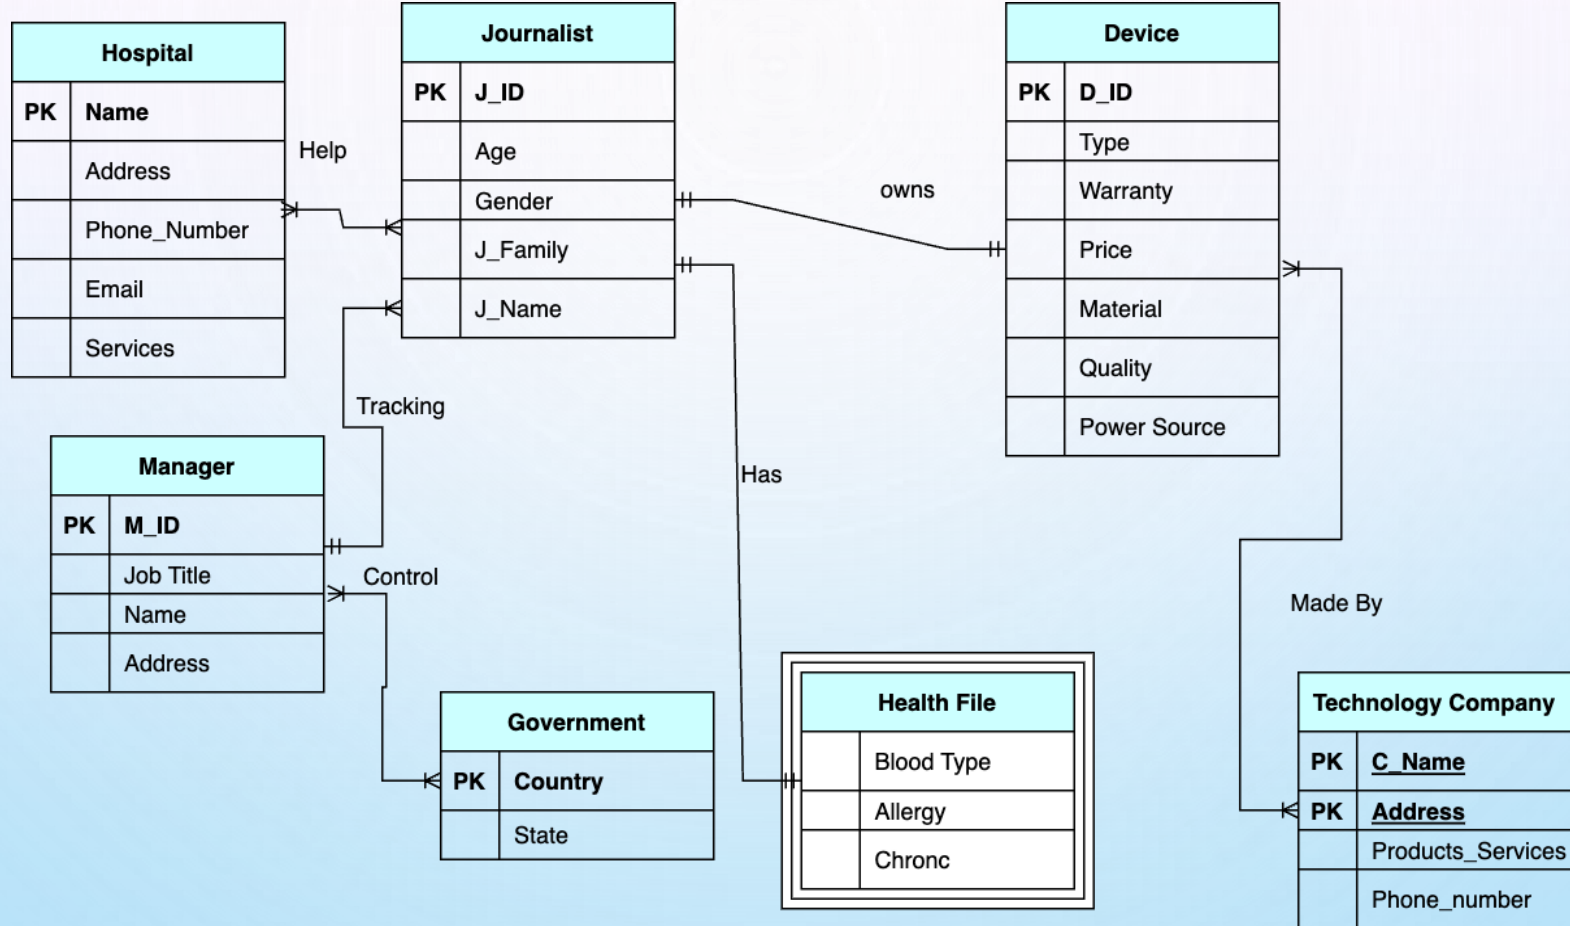 Hospital
PK Name
Address
Phone_Number
Email
Services
Help
Journalist
PK J_ID
Age
Gender
J_Family
J_Name
owns
Device
PK D_ID
Type
Warranty
Price
Material
Quality
Power Source
Tracking
Manager
PK M_ID
Job Title
Name
Address
Control
Has
Made By
Government
PK Country
State
Health File
Blood Type
Allergy
Chronc
Technology Company
PK C_Name
PK Address
Products_Services
Phone_number